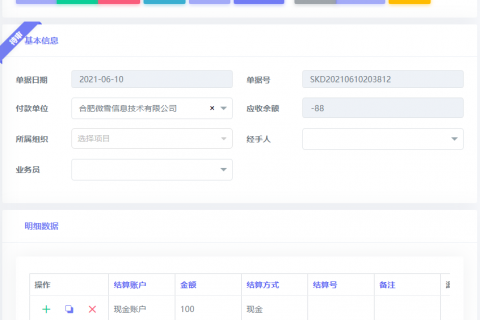 待审
基本信息
单据日期 2021-06-10 单据号 SKD20210610203812
付款单位 合肥微雪信息技术有限公司 × 应收余额 -88
所属组织 选择项目 经手人
业务员
明细数据
操作 结算账户 金额 结算方式 结算号 备注
现金账户 100 现金